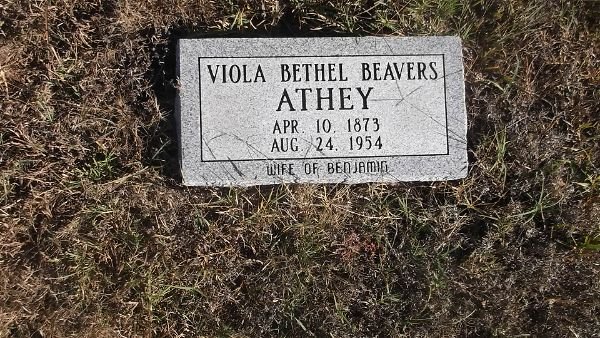 VIOLA BETHEL BEAVERS
ATHEY
APR. 10, 1873
AUG. 24, 1954
WIFE OF BENJAMIN